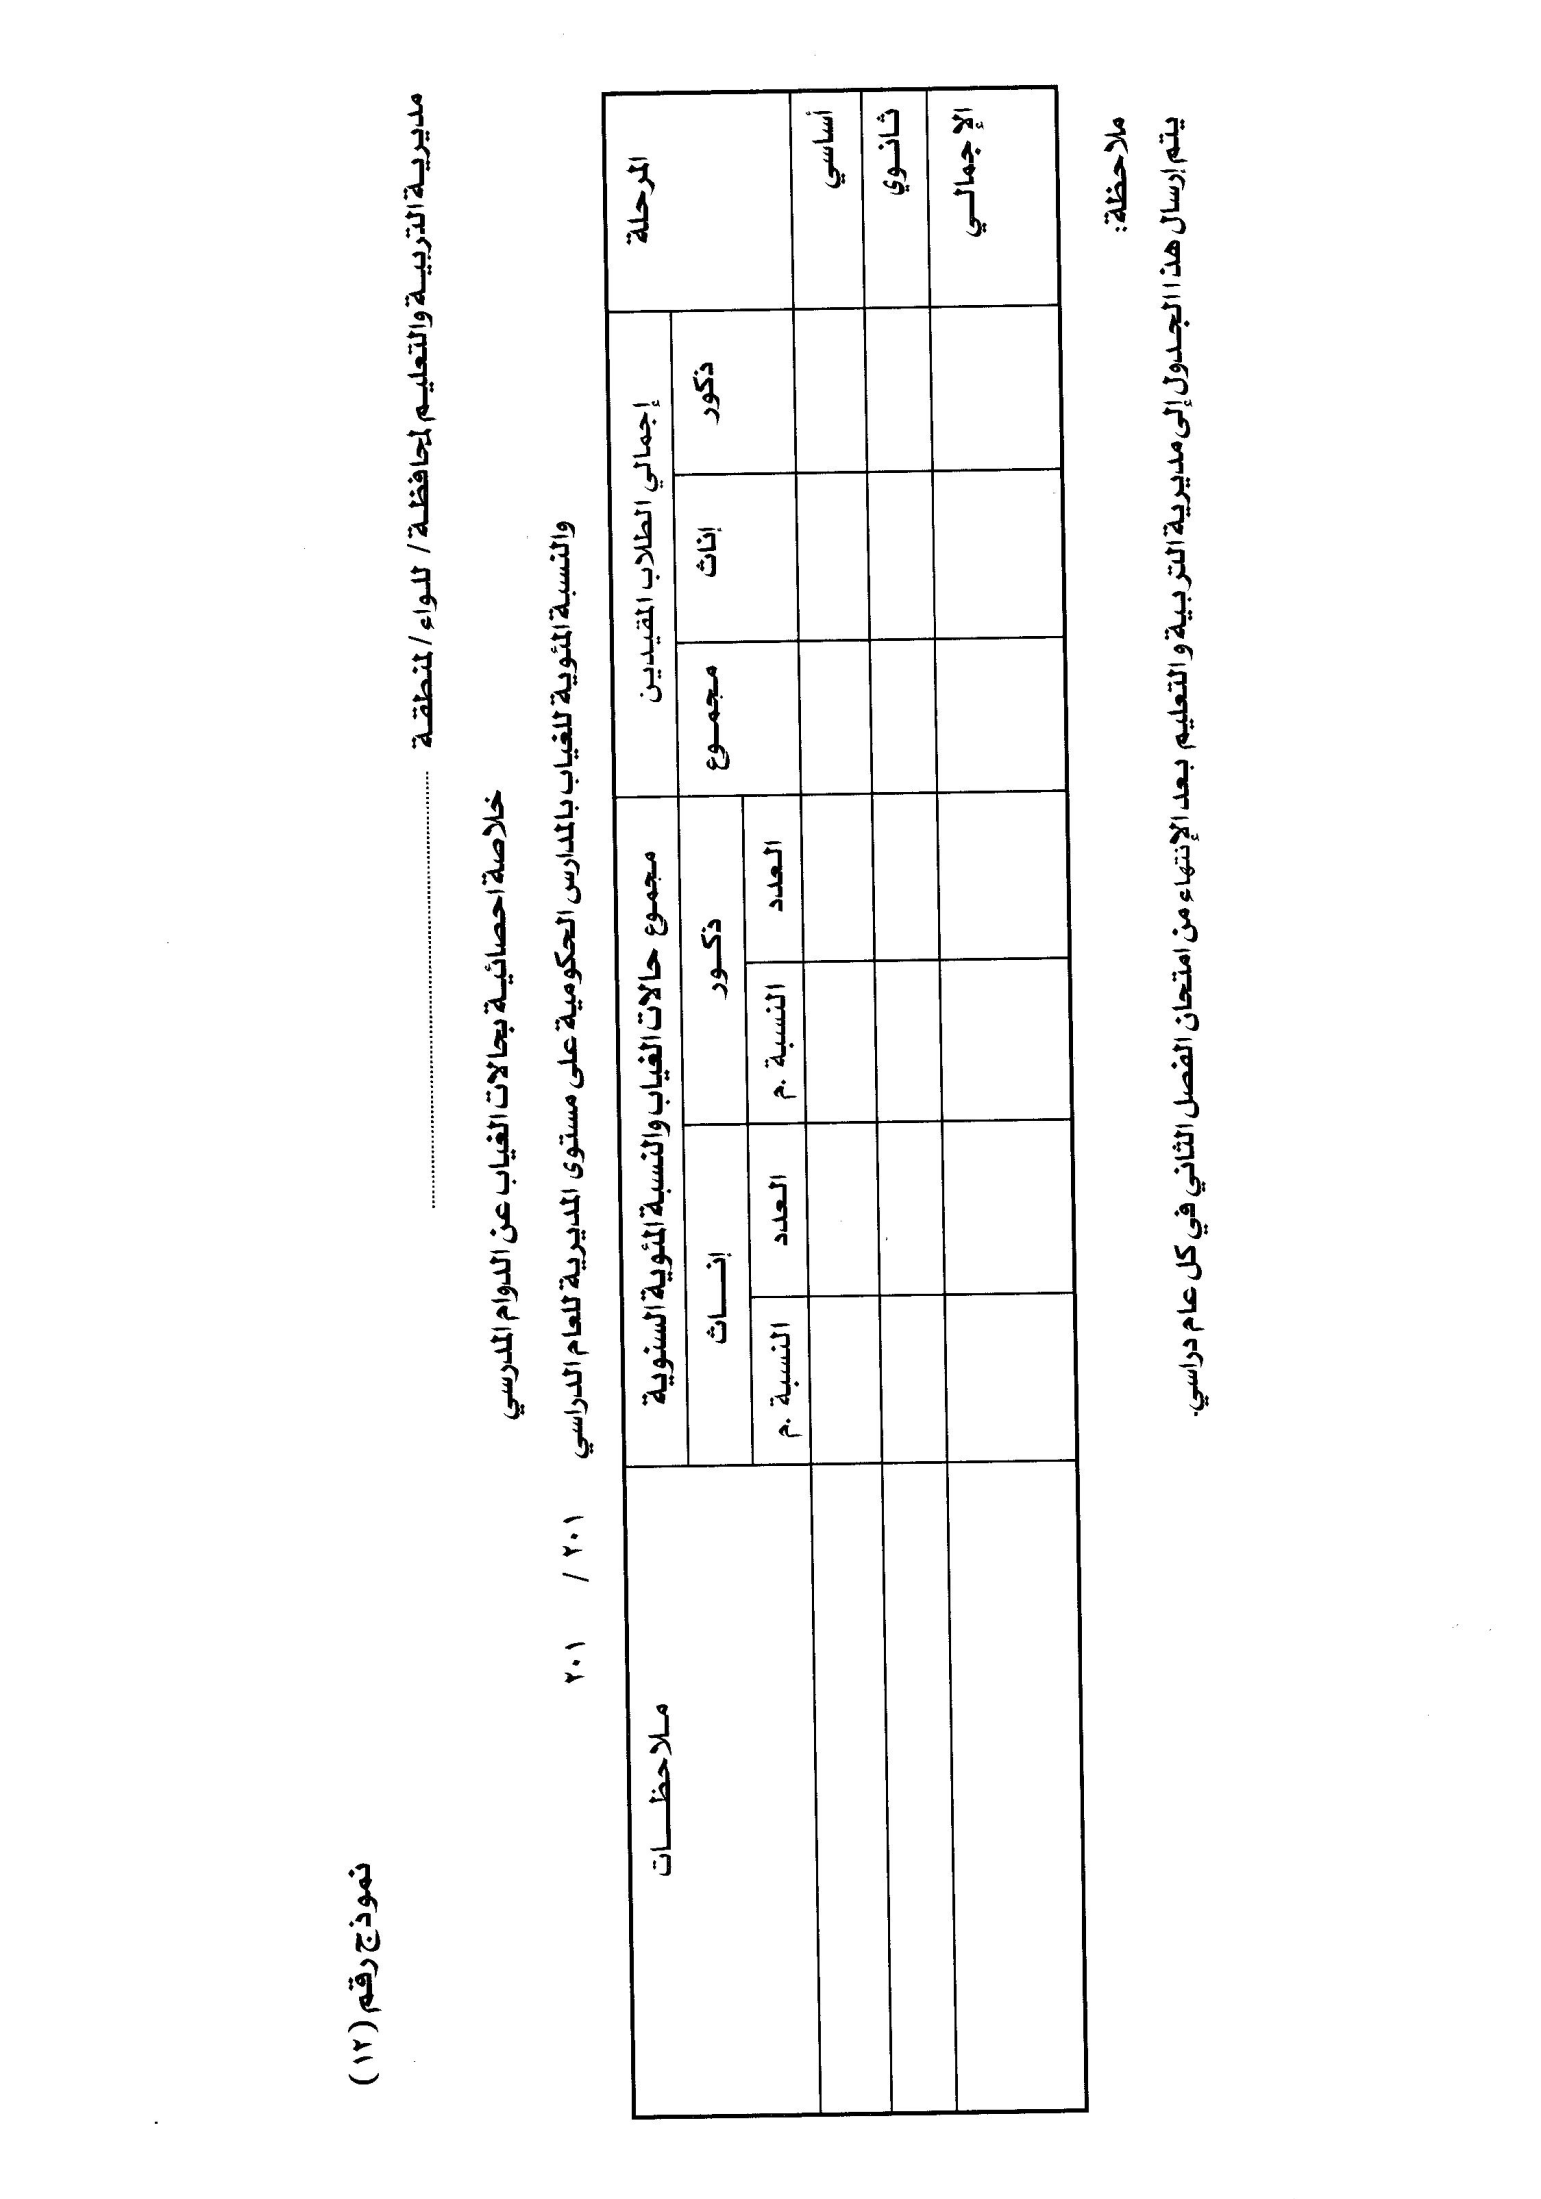 نموذج رقم (١٢)
مديرية التربية والتعليم لمحافظة / للواء / لمنطقة ..........................
خلاصة احصائية بحالات الغياب عن الدوام المدرسي
والنسبة المئوية للغياب بالمدارس الحكومية على مستوى المديرية للعام الدراسي ٢٠١ / ٢٠١
المرحلة إجمالي الطلاب المقيدين مجموع حالات الغياب والنسبة المئوية السنوية ملاحظات
ذكور إناث مجموع ذكور إناث
العدد النسبة م. العدد النسبة م.
أساسي
ثانوي
الإجمالي
ملاحظة:
يتم إرسال هذا الجدول إلى مديرية التربية والتعليم بعد الإنتهاء من امتحان الفصل الثاني في كل عام دراسي.